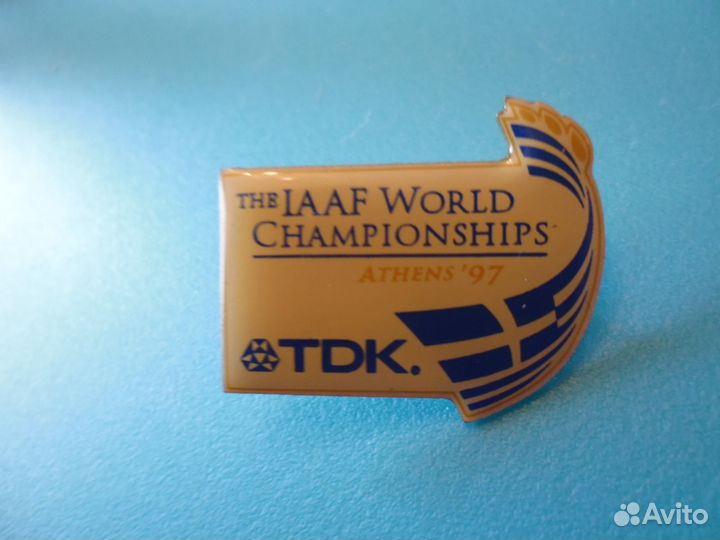 THE IAAF WORLD
CHAMPIONSHIPS
ATHENS '97
TDK.
Avito